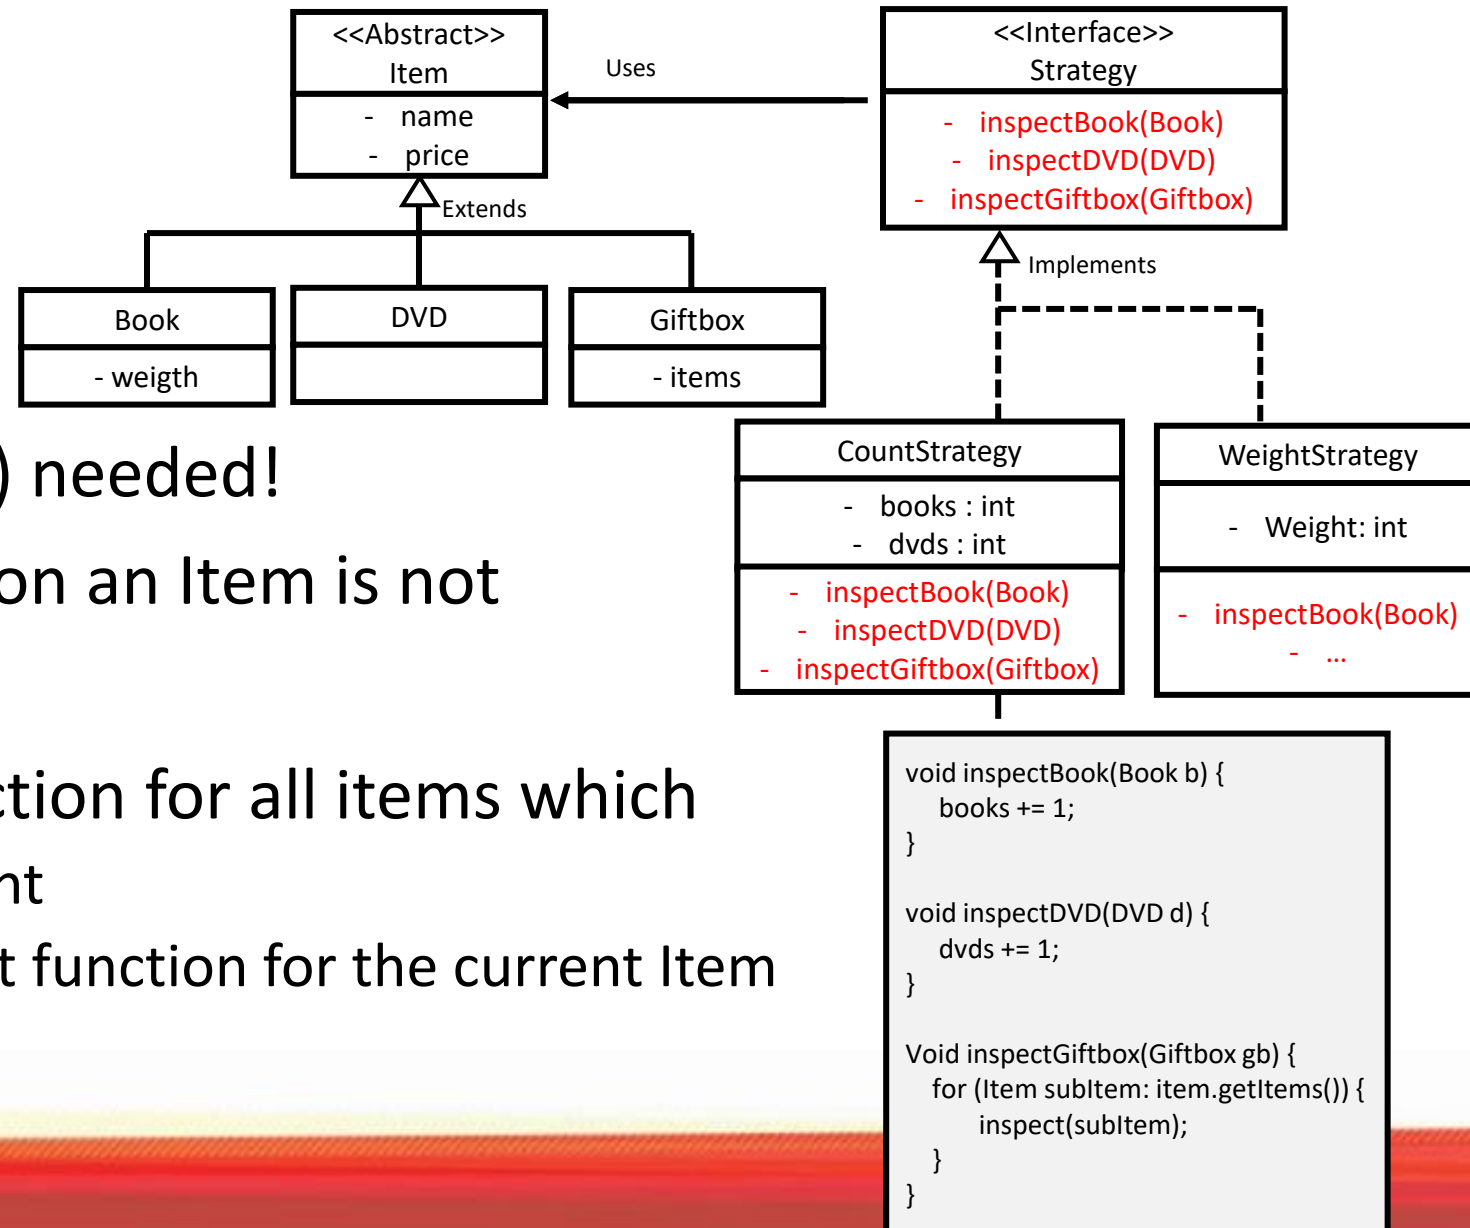 <<Abstract>>
Item
- name
- price
Uses
<<Interface>>
Strategy
- inspectBook(Book)
- inspectDVD(DVD)
- inspectGiftbox(Giftbox)
Extends
Implements
Book
- weigth
DVD
Giftbox
- items
) needed!
on an Item is not
ction for all items which
nt
t function for the current Item
CountStrategy
- books : int
- dvds : int
- inspectBook(Book)
- inspectDVD(DVD)
- inspectGiftbox(Giftbox)
WeightStrategy
- Weight: int
- inspectBook(Book)
- ...
void inspectBook(Book b) {
books += 1;
}
void inspectDVD(DVD d) {
dvds += 1;
}
Void inspectGiftbox(Giftbox gb) {
for (Item subItem: item.getItems()) {
inspect(subItem);
}
}